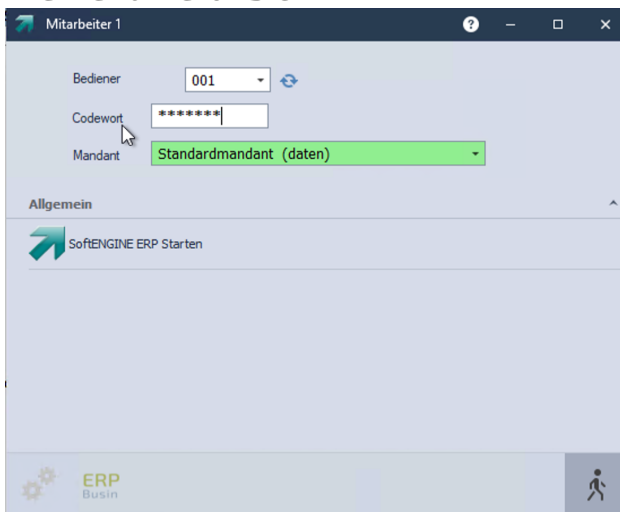 Mitarbeiter 1
Bediener 001
Codewort *******
Mandant Standardmandant (daten)
Allgemein
SoftENGINE ERP Starten
ERP
Busin